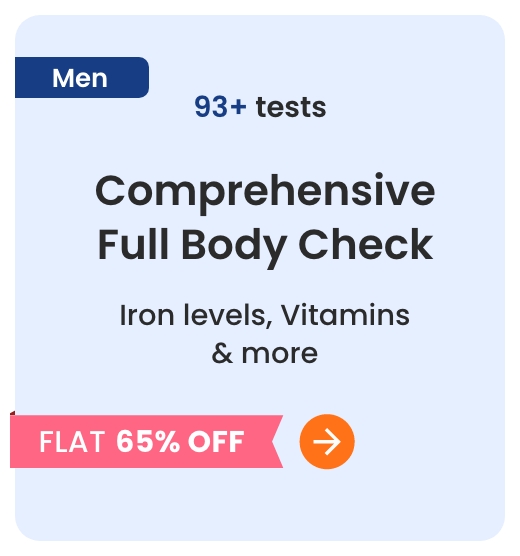 Men
93+ tests
Comprehensive
Full Body Check
Iron levels, Vitamins
& more
FLAT 65% OFF